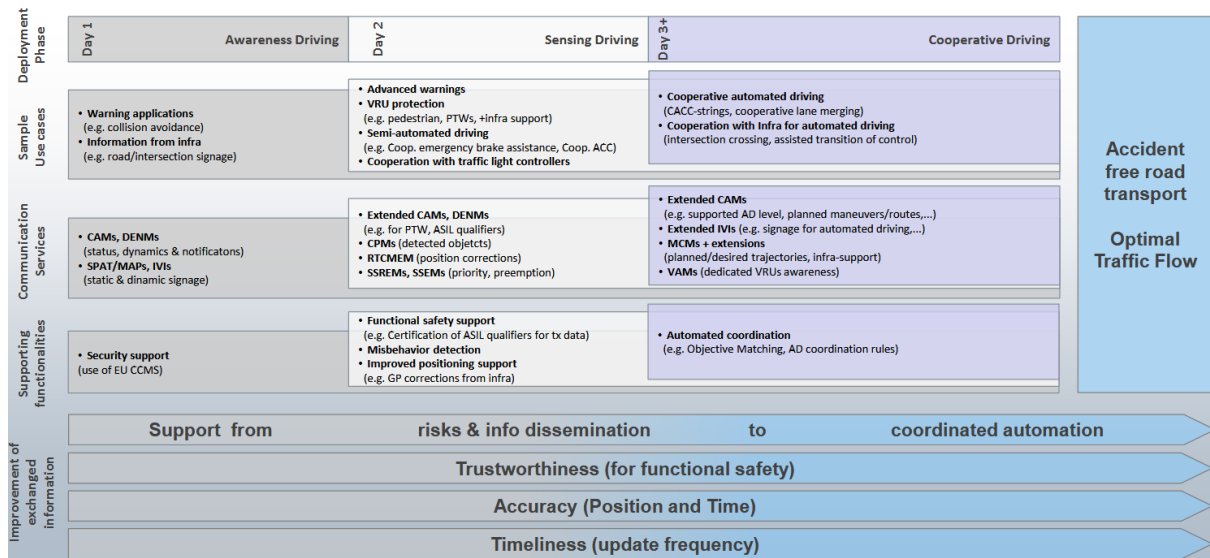 Deployment
Phase
Day 1
Awareness Driving
Day 2
Sensing Driving
Day 3+
Cooperative Driving
Sample
Use cases
• Warning applications
(e.g. collision avoidance)
• Information from infra
(e.g. road/intersection signage)
• Advanced warnings
• VRU protection
(e.g. pedestrian, PTWs, +infra support)
• Semi-automated driving
(e.g. Coop. emergency brake assistance, Coop. ACC)
• Cooperation with traffic light controllers
• Cooperative automated driving
(CACC-strings, cooperative lane merging)
• Cooperation with Infra for automated driving
(intersection crossing, assisted transition of control)
Communication
Services
• CAMs, DENMs
(status, dynamics & notificatons)
• SPAT/MAPs, IVIs
(static & dinamic signage)
• Extended CAMs, DENMs
(e.g. for PTW, ASIL qualifiers)
• CPMs (detected objetcts)
• RTCMEM (position corrections)
• SSREMs, SSEMs (priority, preemption)
• Extended CAMs
(e.g. supported AD level, planned maneuvers/routes,...)
• Extended IVIs (e.g. signage for automated driving,...)
• MCMs + extensions
(planned/desired trajectories, infra-support)
• VAMs (dedicated VRUs awareness)
Supporting
functionalities
• Security support
(use of EU CCMS)
• Functional safety support
(e.g. Certification of ASIL qualifiers for tx data)
• Misbehavior detection
• Improved positioning support
(e.g. GP corrections from infra)
• Automated coordination
(e.g. Objective Matching, AD coordination rules)
Accident
free road
transport
Optimal
Traffic Flow
Improvement of
exchanged
information
Support from risks & info dissemination to coordinated automation
Trustworthiness (for functional safety)
Accuracy (Position and Time)
Timeliness (update frequency)